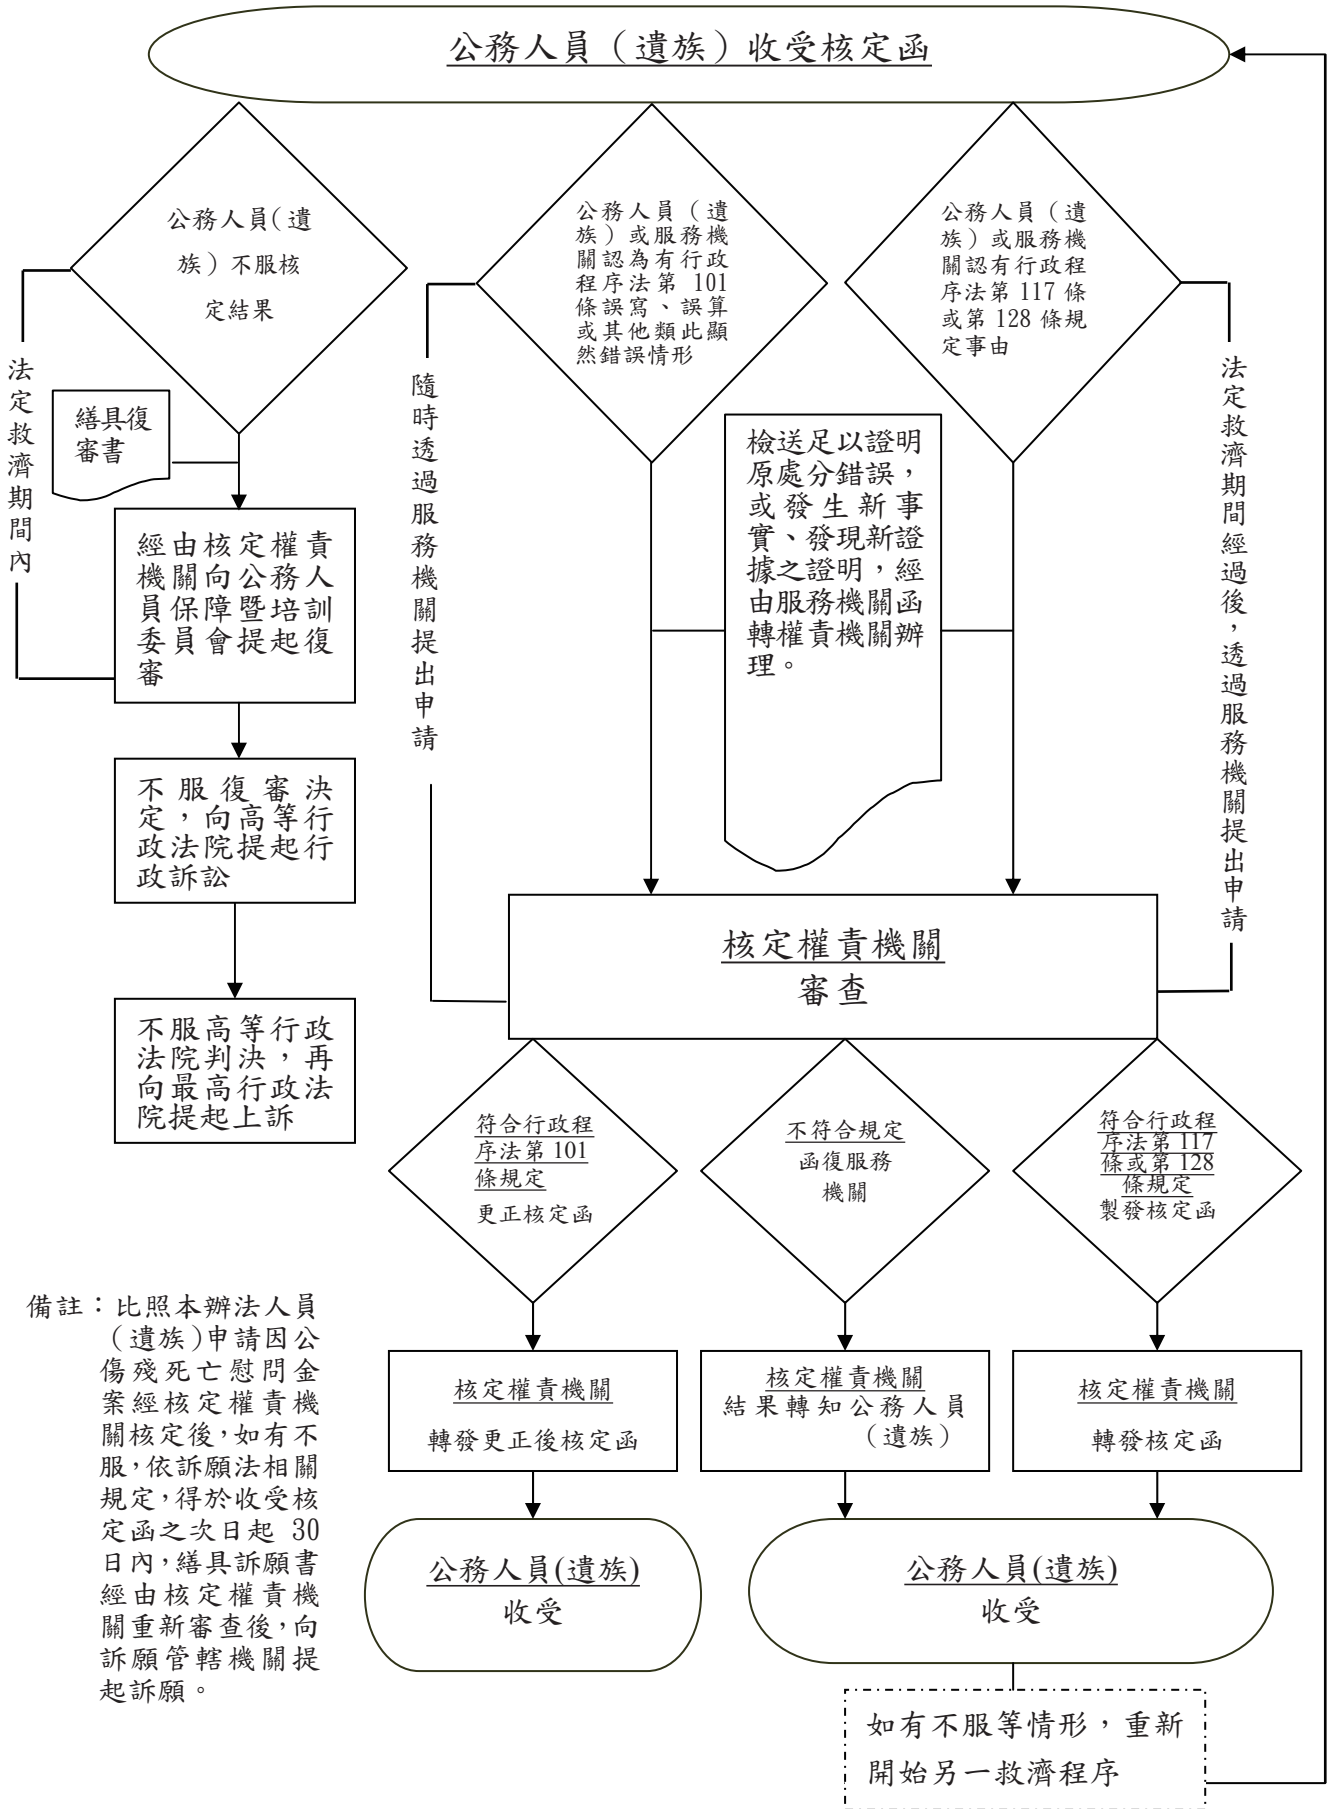 公務人員（遺族）收受核定函
公務人員(遺
族）不服核
定結果
公務人員（遺
族）或服務機
關認為有行政
程序法第 101
條誤寫、誤算
或其他類此顯
然錯誤情形
公務人員（遺
族）或服務機
關認有行政程
序法第 117 條
或第 128 條規
定事由
法定救濟期間內
繕具復
審書
隨時透過服務機關提出申請
檢送足以證明
原處分錯誤，
或發生新事
實、發現新證
據之證明，經
由服務機關函
轉權責機關辦
理。
法定救濟期間經過後，透過服務機關提出申請
經由核定權責
機關向公務人
員保障暨培訓
委員會提起復
審
不服復審決
定，向高等行
政法院提起行
政訴訟
不服高等行政
法院判決，再
向最高行政法
院提起上訴
核定權責機關
審查
符合行政程
序法第 101
條規定
更正核定函
不符合規定
函復服務
機關
符合行政程
序法第 117
條或第 128
條規定
製發核定函
核定權責機關
轉發更正後核定函
核定權責機關
結果轉知公務人員
（遺族）
核定權責機關
轉發核定函
公務人員(遺族)
收受
公務人員(遺族)
收受
如有不服等情形，重新
開始另一救濟程序
備註：比照本辦法人員
（遺族)申請因公
傷殘死亡慰問金
案經核定權責機
關核定後，如有不
服，依訴願法相關
規定，得於收受核
定函之次日起 30
日內，繕具訴願書
經由核定權責機
關重新審查後，向
訴願管轄機關提
起訴願。